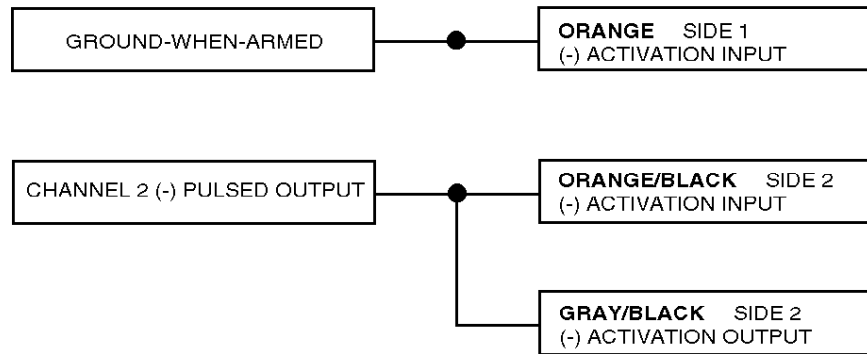 GROUND-WHEN-ARMED
ORANGE SIDE 1
(-) ACTIVATION INPUT
CHANNEL 2 (-) PULSED OUTPUT
ORANGE/BLACK SIDE 2
(-) ACTIVATION INPUT
GRAY/BLACK SIDE 2
(-) ACTIVATION OUTPUT